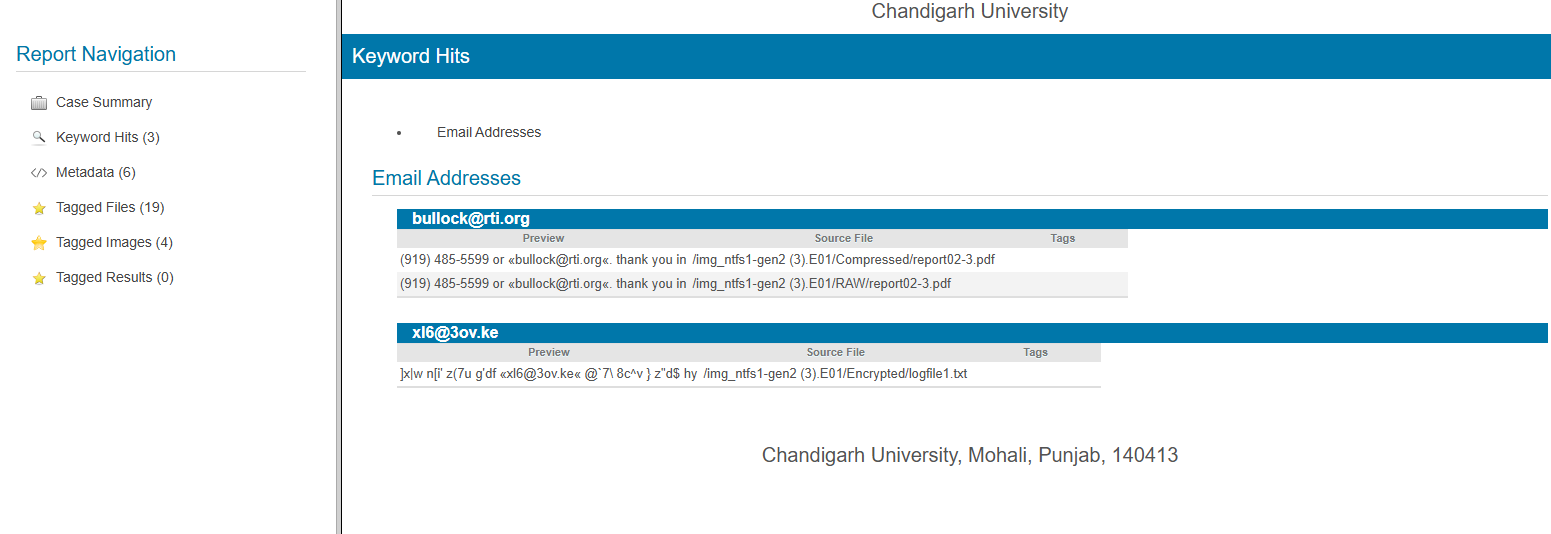 Report Navigation
Case Summary
Keyword Hits (3)
Metadata (6)
Tagged Files (19)
Tagged Images (4)
Tagged Results (0)
Chandigarh University
Keyword Hits
• Email Addresses
Email Addresses
bullock@rti.org
Preview Source File Tags
(919) 485-5599 or «bullock@rti.org«. thank you in /img_ntfs1-gen2 (3).E01/Compressed/report02-3.pdf
(919) 485-5599 or «bullock@rti.org«. thank you in /img_ntfs1-gen2 (3).E01/RAW/report02-3.pdf
xl6@3ov.ke
Preview Source File Tags
]x|w n[i' z(7u g'df «xl6@3ov.ke« @`7\ 8c^v } z"d$ hy /img_ntfs1-gen2 (3).E01/Encrypted/logfile1.txt
Chandigarh University, Mohali, Punjab, 140413